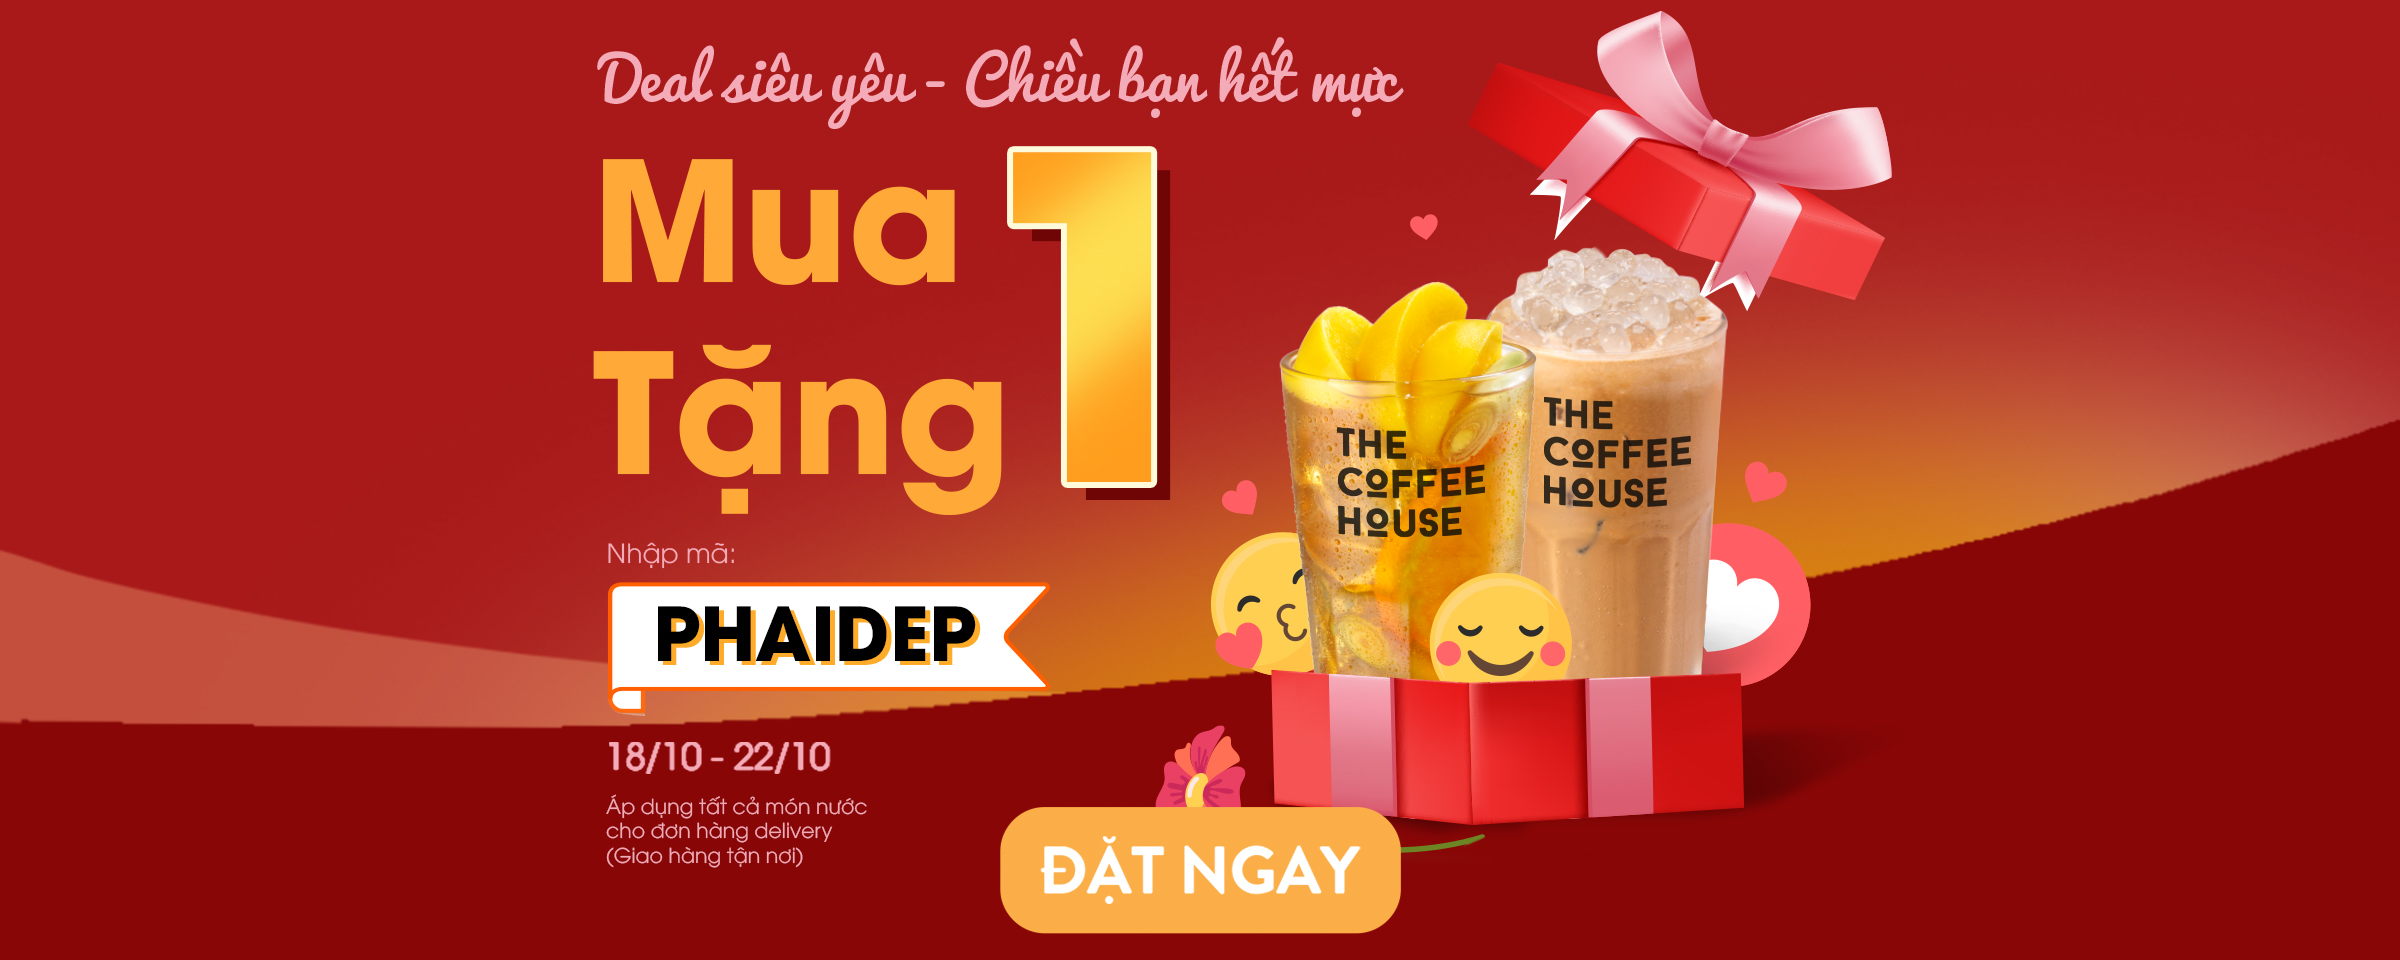 Deal siêu yêu - Chiều bạn hết mực
Mua 1
Tặng
Nhập mã:
PHAIDEP
18/10 - 22/10
Áp dụng tất cả món nước
cho đơn hàng delivery
(Giao hàng tận nơi)
THE
COFFEE
HOUSE
THE
COFFEE
HOUSE
ĐẶT NGAY